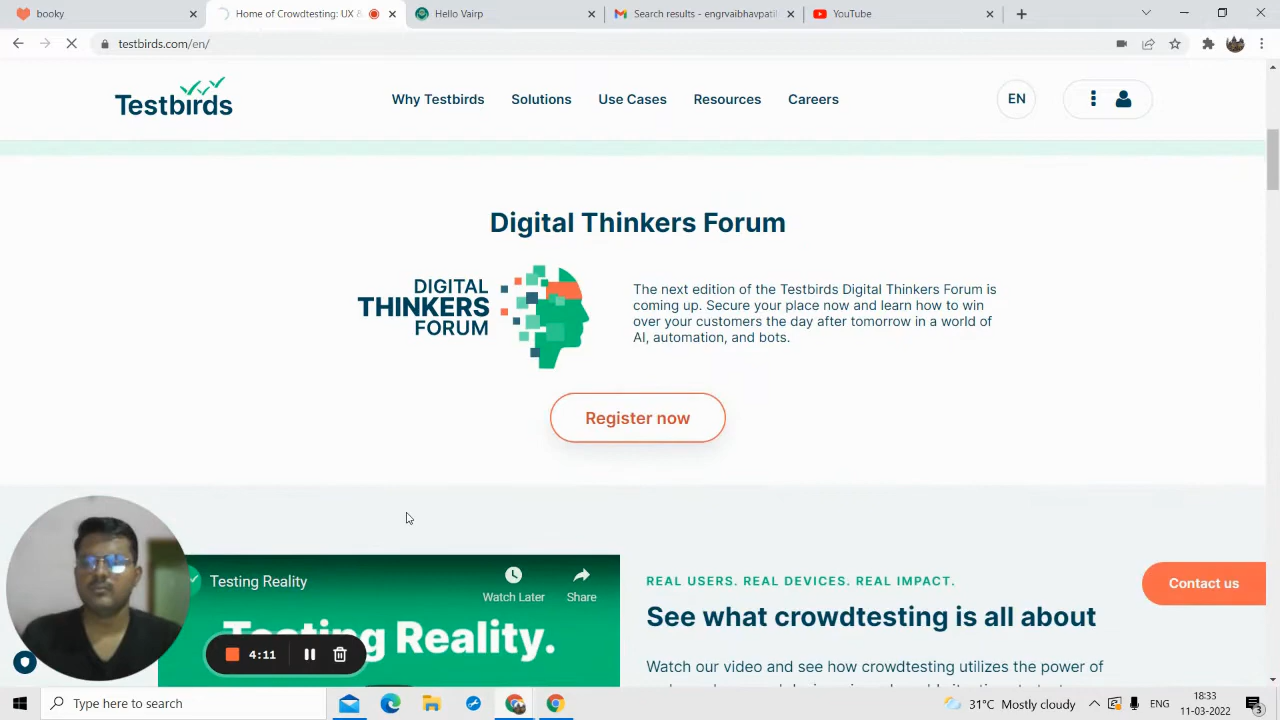 booky
Home of Crowdtesting: UX &
Hello Vairp
Search results - engrvaibhavpatil
YouTube
testbirds.com/en/
Testbirds
Why Testbirds
Solutions
Use Cases
Resources
Careers
EN
Digital Thinkers Forum
DIGITAL
THINKERS
FORUM
The next edition of the Testbirds Digital Thinkers Forum is
coming up. Secure your place now and learn how to win
over your customers the day after tomorrow in a world of
AI, automation, and bots.
Register now
Testing Reality
Watch Later
Share
Testing Reality.
4:11
REAL USERS. REAL DEVICES. REAL IMPACT.
See what crowdtesting is all about
Watch our video and see how crowdtesting utilizes the power of
Contact us
Type here to search
31°C Mostly cloudy
ENG
18:33
11-03-2022
3